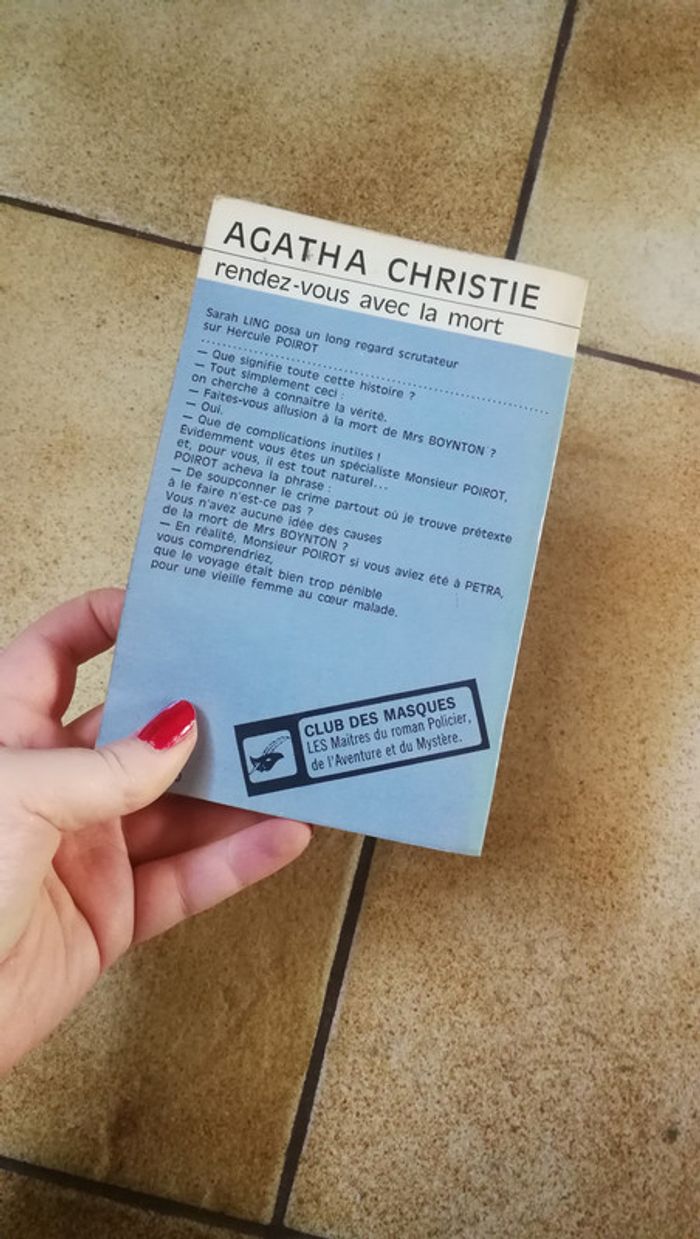 AGATHA CHRISTIE
rendez-vous avec la mort
Sarah LING posa un long regard scrutateur
sur Hercule POIROT
..........................................................
— Que signifie toute cette histoire ?
— Tout simplement ceci :
on cherche à connaitre la vérité.
— Faites-vous allusion à la mort de Mrs BOYNTON ?
— Oui.
— Que de complications inutiles !
Evidemment vous êtes un spécialiste Monsieur POIROT,
et, pour vous, il est tout naturel...
POIROT acheva la phrase :
— De soupçonner le crime partout où je trouve prétexte
à le faire n'est-ce pas ?
Vous n'avez aucune idée des causes
de la mort de Mrs BOYNTON ?
— En réalité, Monsieur POIROT si vous aviez été à PETRA,
vous comprendriez,
que le voyage était bien trop pénible
pour une vieille femme au cœur malade.
CLUB DES MASQUES
LES Maîtres du roman Policier,
de l'Aventure et du Mystère.